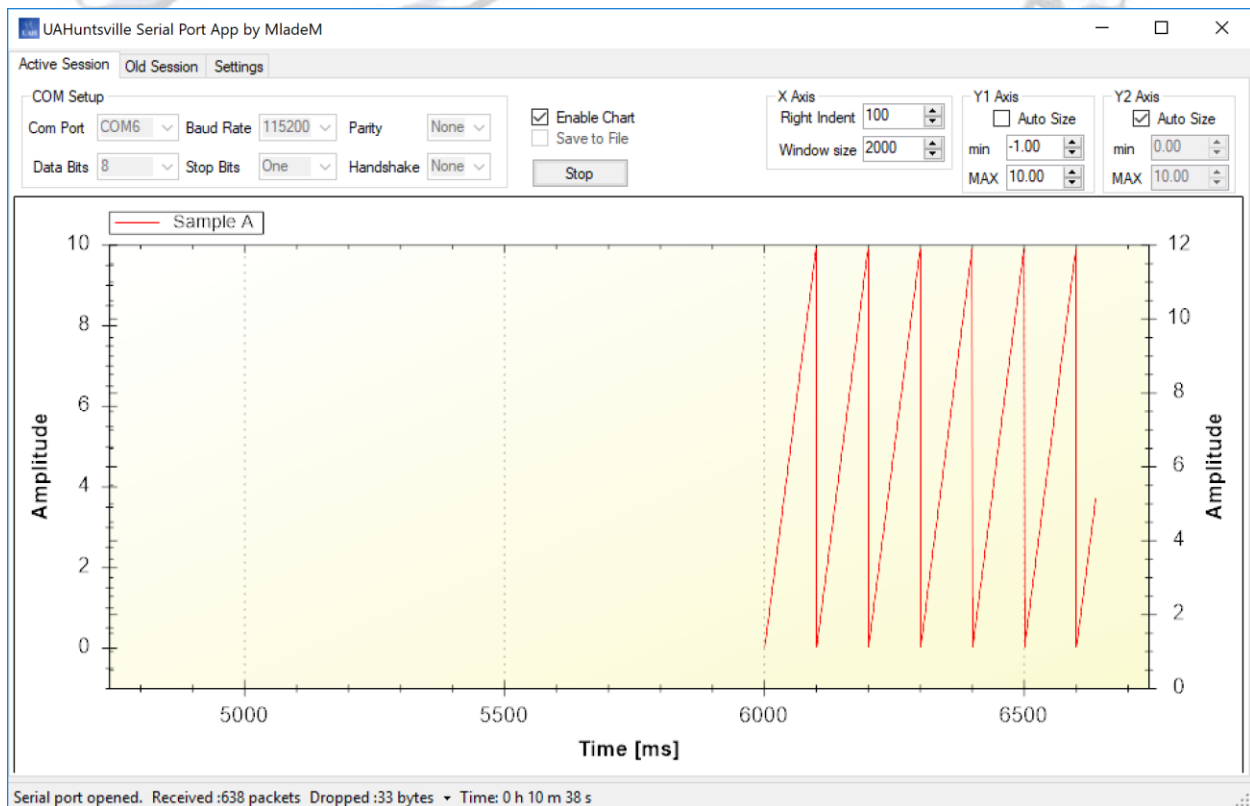 UAHuntsville Serial Port App by MladeM
Active Session Old Session Settings
COM Setup
Com Port COM6 Baud Rate 115200 Parity None
Data Bits 8 Stop Bits One Handshake None
Enable Chart
Save to File
Stop
X Axis
Right Indent 100
Window size 2000
Y1 Axis
Auto Size
min -1.00
MAX 10.00
Y2 Axis
Auto Size
min 0.00
MAX 10.00
Sample A
10
8
6
4
2
0
Amplitude
12
10
8
6
4
2
0
Amplitude
5000 5500 6000 6500
Time [ms]
Serial port opened. Received :638 packets Dropped :33 bytes Time: 0 h 10 m 38 s